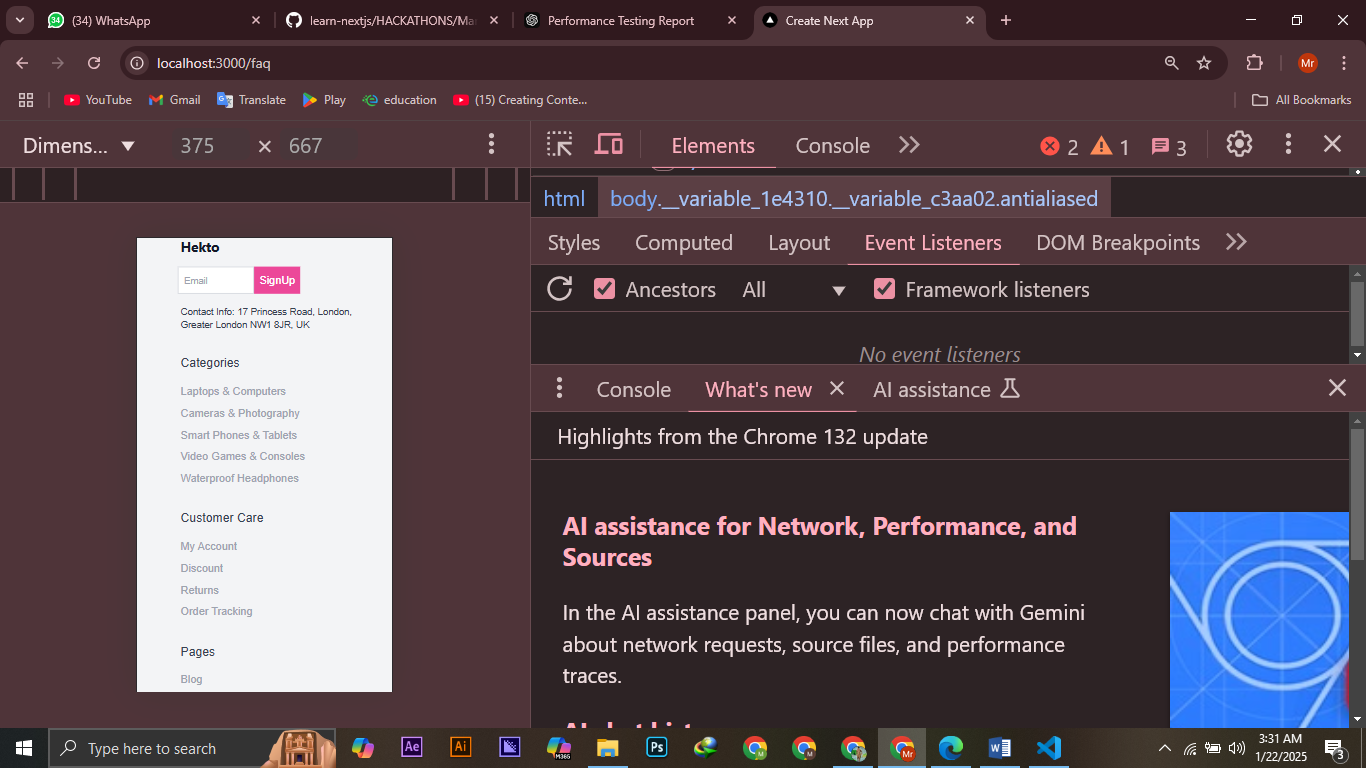 (34) WhatsApp
learn-nextjs/HACKATHONS/Ma
Performance Testing Report
Create Next App
localhost:3000/faq
Mr
YouTube
Gmail
Translate
Play
education
(15) Creating Conte...
All Bookmarks
Dimens...
375 × 667
Elements
Console
2
1
3
html
body.__variable_1e4310.__variable_c3aa02.antialiased
Styles
Computed
Layout
Event Listeners
DOM Breakpoints
Ancestors
All
Framework listeners
No event listeners
Console
What's new
AI assistance
Highlights from the Chrome 132 update
AI assistance for Network, Performance, and
Sources
In the AI assistance panel, you can now chat with Gemini
about network requests, source files, and performance
traces.
Hekto
Email
SignUp
Contact Info: 17 Princess Road, London,
Greater London NW1 8JR, UK
Categories
Laptops & Computers
Cameras & Photography
Smart Phones & Tablets
Video Games & Consoles
Waterproof Headphones
Customer Care
My Account
Discount
Returns
Order Tracking
Pages
Blog
Type here to search
Ae
Ai
M365
Ps
Mr
3:31 AM
1/22/2025
3